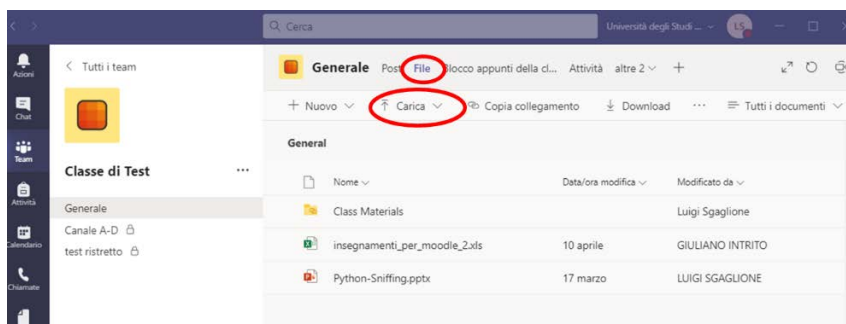 Cerca
Università degli Studi ...
LS
Azioni
Chat
Team
Attività
Calendario
Chiamate
Tutti i team
Classe di Test ...
Generale
Canale A-D
test ristretto
Generale Post File Blocco appunti della cl... Attività altre 2 +
+ Nuovo Carica Copia collegamento Download ... Tutti i documenti
General
Nome Data/ora modifica Modificato da
Class Materials Luigi Sgaglione
insegnamenti_per_moodle_2.xls 10 aprile GIULIANO INTRITO
Python-Sniffing.pptx 17 marzo LUIGI SGAGLIONE